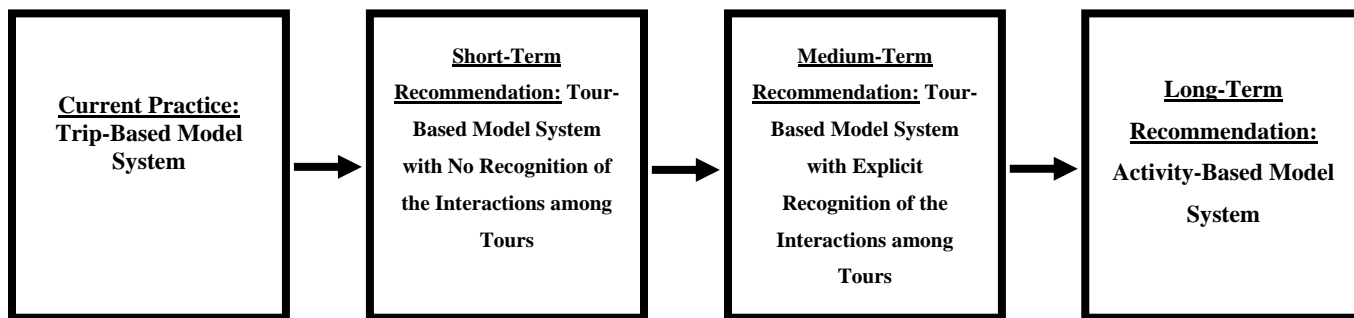 Current Practice:
Trip-Based Model
System
Short-Term
Recommendation: Tour-
Based Model System
with No Recognition of
the Interactions among
Tours
Medium-Term
Recommendation: Tour-
Based Model System
with Explicit
Recognition of the
Interactions among
Tours
Long-Term
Recommendation:
Activity-Based Model
System